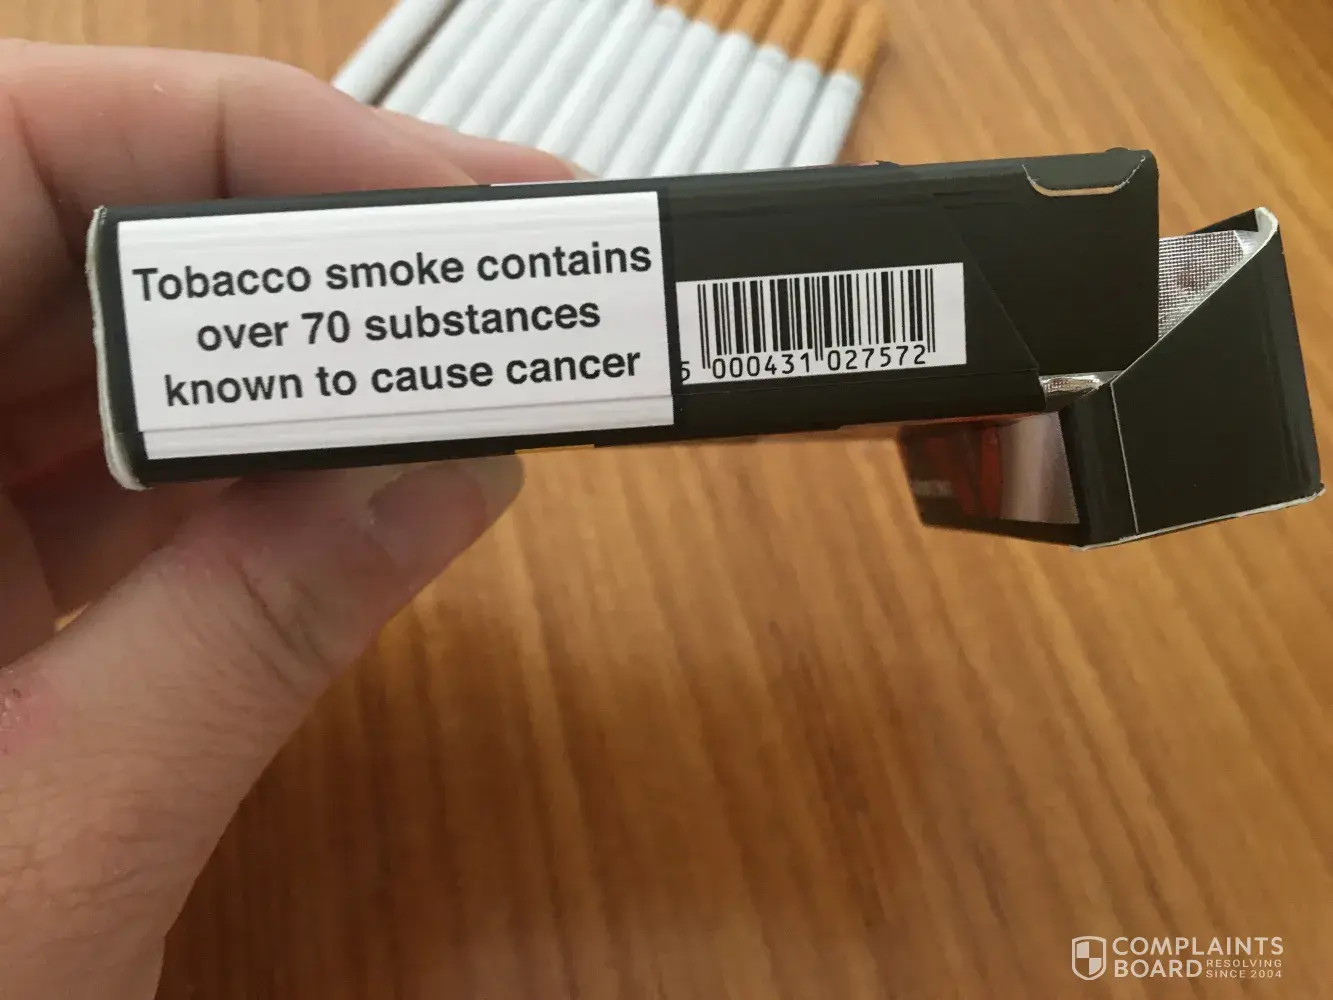 Tobacco smoke contains
over 70 substances
known to cause cancer
5 000431 027572
COMPLAINTS
BOARD RESOLVING
SINCE 2004